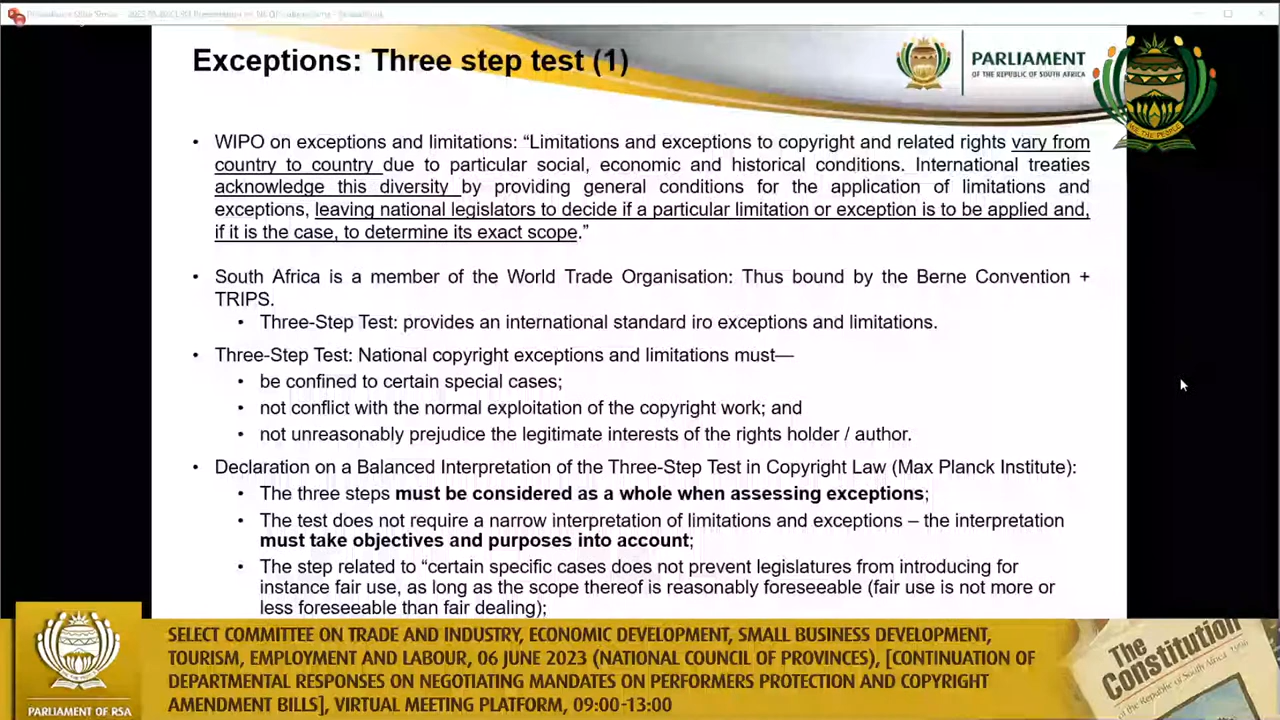 Exceptions: Three step test (1)
PARLIAMENT
OF THE REPUBLIC OF SOUTH AFRICA
WE THE PEOPLE
• WIPO on exceptions and limitations: “Limitations and exceptions to copyright and related rights vary from
country to country due to particular social, economic and historical conditions. International treaties
acknowledge this diversity by providing general conditions for the application of limitations and
exceptions, leaving national legislators to decide if a particular limitation or exception is to be applied and,
if it is the case, to determine its exact scope.”
• South Africa is a member of the World Trade Organisation: Thus bound by the Berne Convention +
TRIPS.
• Three-Step Test: provides an international standard iro exceptions and limitations.
• Three-Step Test: National copyright exceptions and limitations must—
• be confined to certain special cases;
• not conflict with the normal exploitation of the copyright work; and
• not unreasonably prejudice the legitimate interests of the rights holder / author.
• Declaration on a Balanced Interpretation of the Three-Step Test in Copyright Law (Max Planck Institute):
• The three steps must be considered as a whole when assessing exceptions;
• The test does not require a narrow interpretation of limitations and exceptions – the interpretation
must take objectives and purposes into account;
• The step related to “certain specific cases does not prevent legislatures from introducing for
instance fair use, as long as the scope thereof is reasonably foreseeable (fair use is not more or
less foreseeable than fair dealing);
PARLIAMENT OF RSA
SELECT COMMITTEE ON TRADE AND INDUSTRY, ECONOMIC DEVELOPMENT, SMALL BUSINESS DEVELOPMENT,
TOURISM, EMPLOYMENT AND LABOUR, 06 JUNE 2023 (NATIONAL COUNCIL OF PROVINCES), [CONTINUATION OF
DEPARTMENTAL RESPONSES ON NEGOTIATING MANDATES ON PERFORMERS PROTECTION AND COPYRIGHT
AMENDMENT BILLS], VIRTUAL MEETING PLATFORM, 09:00-13:00
The
Constitution
of the Republic of South Africa